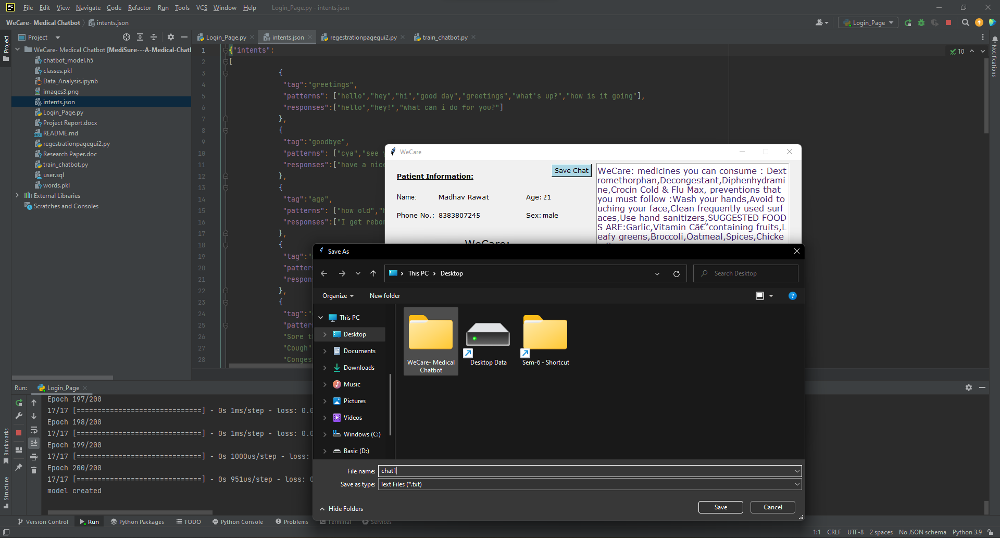 PC File Edit View Navigate Code Refactor Run Tools VCS Window Help Login_Page.py - intents.json
WeCare- Medical Chatbot intents.json Login_Page
Project
Project
Login_Page.py intents.json regestrationpagegui2.py train_chatbot.py
Notifications
WeCare- Medical Chatbot [MediSure---A-Medical-Chatl
chatbot_model.h5
classes.pkl
Data_Analysis.ipynb
images3.png
intents.json
Login_Page.py
Project Report.docx
README.md
regestrationpagegui2.py
Research Paper.doc
train_chatbot.py
user.sql
words.pkl
External Libraries
Scratches and Consoles
10
1 {"intents":
2 [
3 {
4 "tag":"greetings",
5 "patterns": ["hello","hey","hi","good day","greetings","what's up?","how is it going"],
6 "responses":["hello","hey!","what can i do for you?"]
7 },
8 {
9 "tag":"goodbye",
10 "patterns": ["cya","see
11 "responses":["have a nice
12 },
13 {
14 "tag":"age",
15 "patterns": ["how old",
16 "responses":["I get rebor
17 },
18 {
19 "tag":
20 "patter
21 "respon
22 },
23 {
24 "tag":
25 "patter
26 "Sore t
27 "Cough"
28 "Conges
WeCare
Patient Information:
Save Chat
Name: Madhav Rawat Age: 21
Phone No.: 8383807245 Sex: male
WeCare:
WeCare: medicines you can consume : Dext
romethorphan,Decongestant,Diphenhydrami
ne,Crocin Cold & Flu Max, preventions that
you must follow :Wash your hands,Avoid to
uching your face,Clean frequently used surf
aces,Use hand sanitizers,SUGGESTED FOOD
S ARE:Garlic,Vitamin Câ€“containing fruits,L
eafy greens,Broccoli,Oatmeal,Spices,Chicke
Save As
This PC Desktop
Search Desktop
Organize New folder
This PC
Desktop
Documents
Downloads
Music
Pictures
Videos
Windows (C:)
Basic (D:)
WeCare- Medical
Chatbot
Desktop Data
Sem-6 - Shortcut
File name: chat1
Save as type: Text Files (*.txt)
Hide Folders
Save Cancel
Run: Login_Page
Epoch 197/200
17/17 [==============================] - 0s 1ms/step - loss: 0.0
Epoch 198/200
17/17 [==============================] - 0s 1ms/step - loss: 0.0
Epoch 199/200
17/17 [==============================] - 0s 1000us/step - loss:
Epoch 200/200
17/17 [==============================] - 0s 951us/step - loss: 0
model created
Bookmarks
Structure
Version Control Run Python Packages TODO Python Console Problems Terminal Services
1:1 CRLF UTF-8 2 spaces No JSON schema Python 3.9